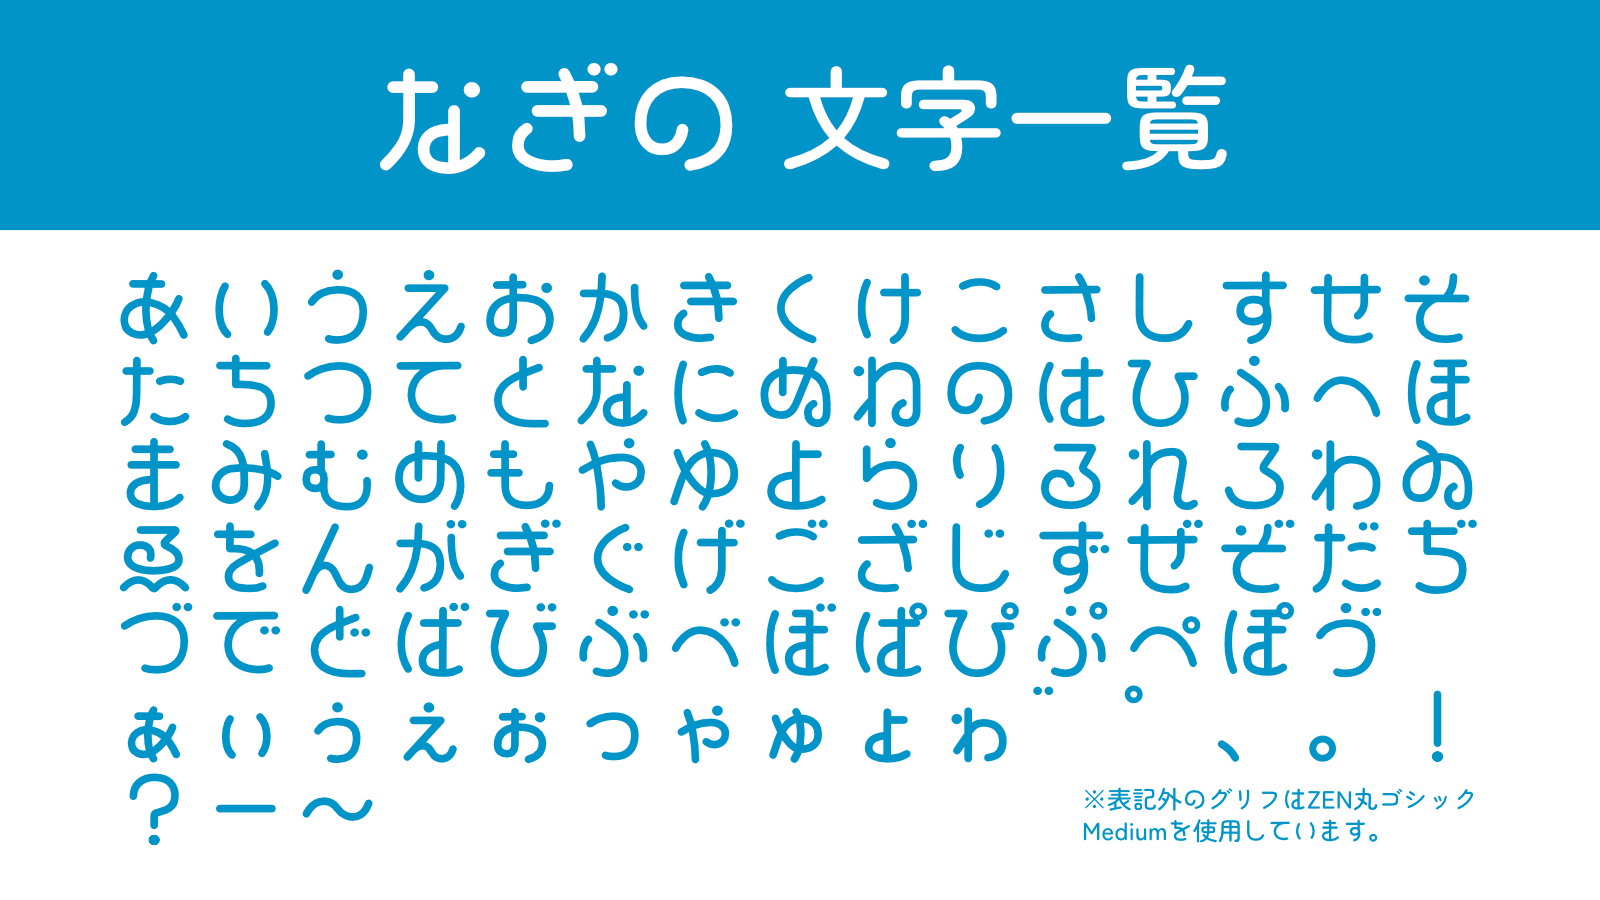 なぎの 文字一覧
あいうえおかきくけこさしすせそ
たちつてとなにぬねのはひふへほ
まみむめもやゆよらりるれろわゐ
ゑをんがぎぐげござじずぜぞだぢ
づでどばびぶべぼぱぴぷぺぽゔ
ぁぃぅぇぉっゃゅょゎ゛゜　、。！
？ー〜
※表記外のグリフはZEN丸ゴシック
Mediumを使用しています。